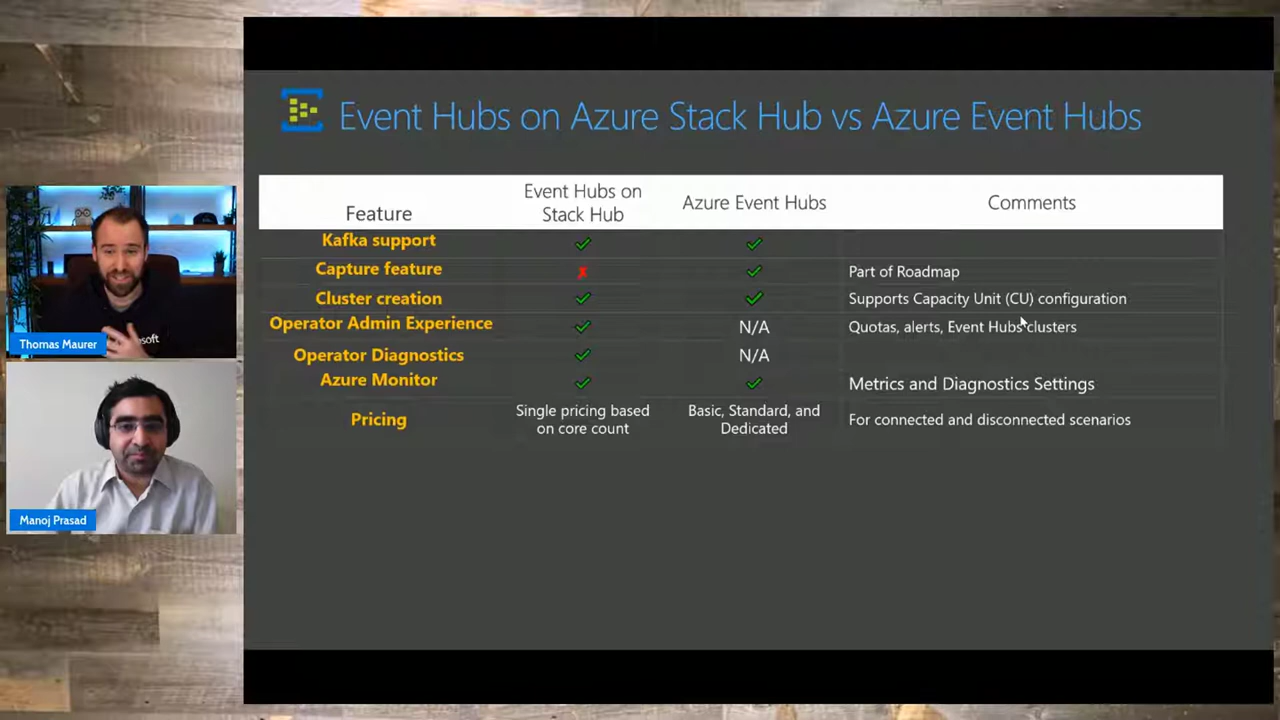 Event Hubs on Azure Stack Hub vs Azure Event Hubs
Feature
Event Hubs on
Stack Hub
Azure Event Hubs
Comments
Kafka support
Capture feature
Part of Roadmap
Cluster creation
Supports Capacity Unit (CU) configuration
Operator Admin Experience
N/A
Quotas, alerts, Event Hubs clusters
Operator Diagnostics
N/A
Azure Monitor
Metrics and Diagnostics Settings
Pricing
Single pricing based
on core count
Basic, Standard, and
Dedicated
For connected and disconnected scenarios
Thomas Maurer
Manoj Prasad